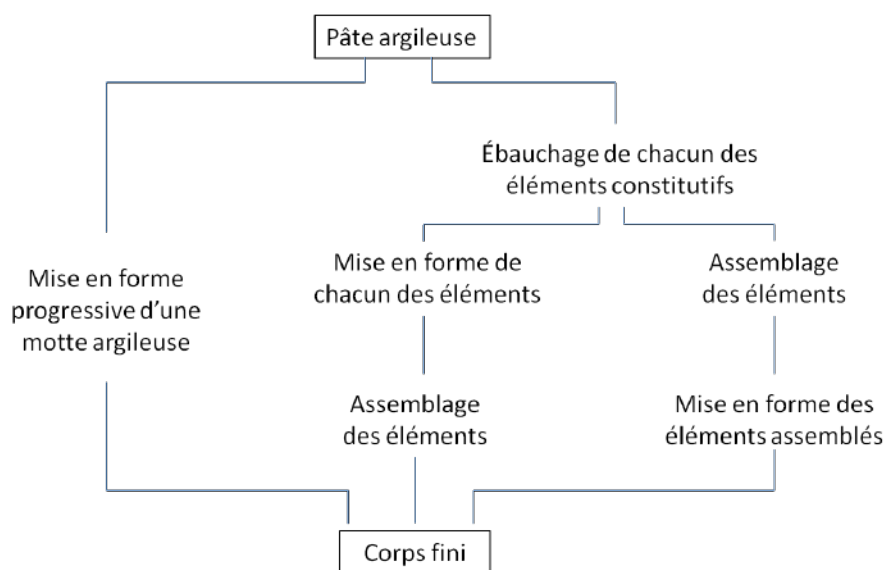 Pâte argileuse
Ébauchage de chacun des
éléments constitutifs
Mise en forme
progressive d’une
motte argileuse
Mise en forme de
chacun des éléments
Assemblage
des éléments
Assemblage
des éléments
Mise en forme des
éléments assemblés
Corps fini